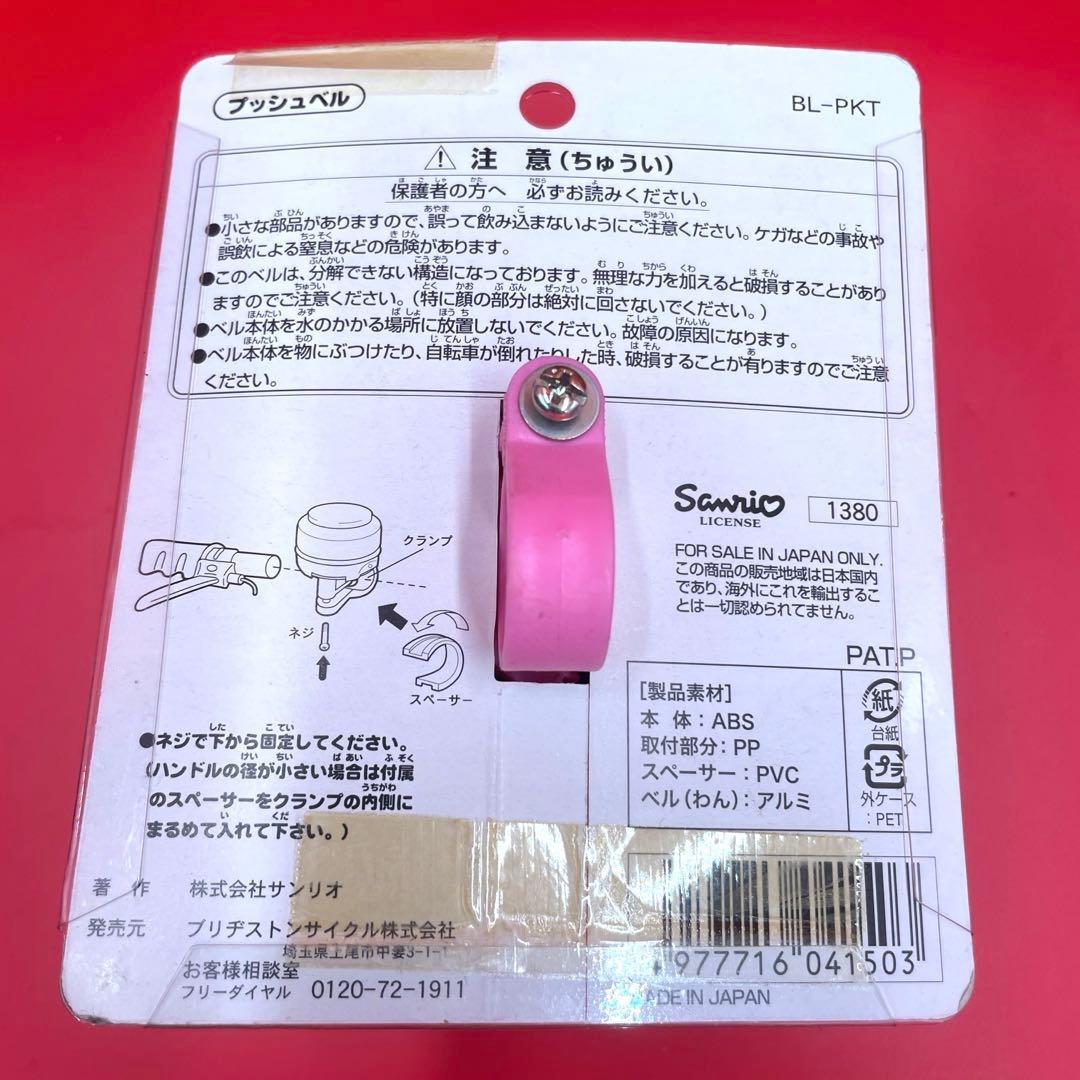 プッシュベル
BL-PKT
⚠ 注 意(ちゅうい)
保護者の方へ 必ずお読みください。
●小さな部品がありますので、誤って飲み込まないようにご注意ください。ケガなどの事故や
誤飲による窒息などの危険があります。
●このベルは、分解できない構造になっております。無理な力を加えると破損することがあり
ますのでご注意ください。(特に顔の部分は絶対に回さないでください。)
●ベル本体を水のかかる場所に放置しないでください。故障の原因になります。
●ベル本体を物にぶつけたり、自転車が倒れたりした時、破損することが有りますのでご注意
ください。
クランプ
ネジ
スペーサー
●ネジで下から固定してください。
(ハンドルの径が小さい場合は付属
のスペーサーをクランプの内側に
まるめて入れて下さい。)
Sanrio
LICENSE
1380
FOR SALE IN JAPAN ONLY.
この商品の販売地域は日本国内
であり、海外にこれを輸出するこ
とは一切認められてません。
PAT.P
[製品素材]
本 体:ABS
取付部分:PP
スペーサー:PVC
ベル(わん):アルミ
紙
台紙
プラ
外ケース
:PET
著 作 株式会社サンリオ
発売元 ブリヂストンサイクル株式会社
埼玉県上尾市中妻3-1-1
お客様相談室
フリーダイヤル 0120-72-1911
4 977716 041503
MADE IN JAPAN